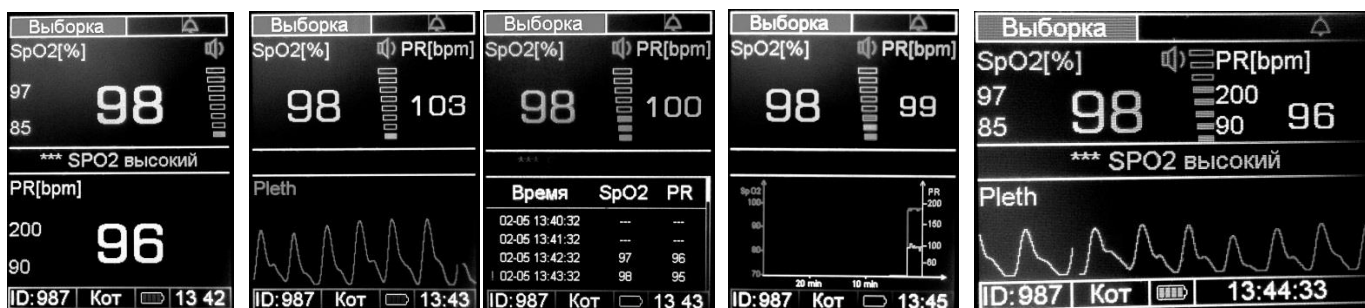 Выборка
SpO2[%]
97
85
98
*** SPO2 высокий
PR[bpm]
200
90
96
ID:987 Кот 13 42
Выборка
SpO2[%] PR[bpm]
98 103
Pleth
ID:987 Кот 13:43
Выборка
SpO2[%] PR[bpm]
98 100
***
Время SpO2 PR
02-05 13:40:32 --- ---
02-05 13:41:32 --- ---
02-05 13:42:32 97 96
02-05 13:43:32 98 95
ID:987 Кот 13 43
Выборка
SpO2[%] PR[bpm]
98 99
SpO2 PR
100 200
90 150
80 100
70 60
20 min 10 min
ID:987 Кот 13:45
Выборка
SpO2[%] PR[bpm]
97 200
85 98 90 96
*** SPO2 высокий
Pleth
ID:987 Кот 13:44:33